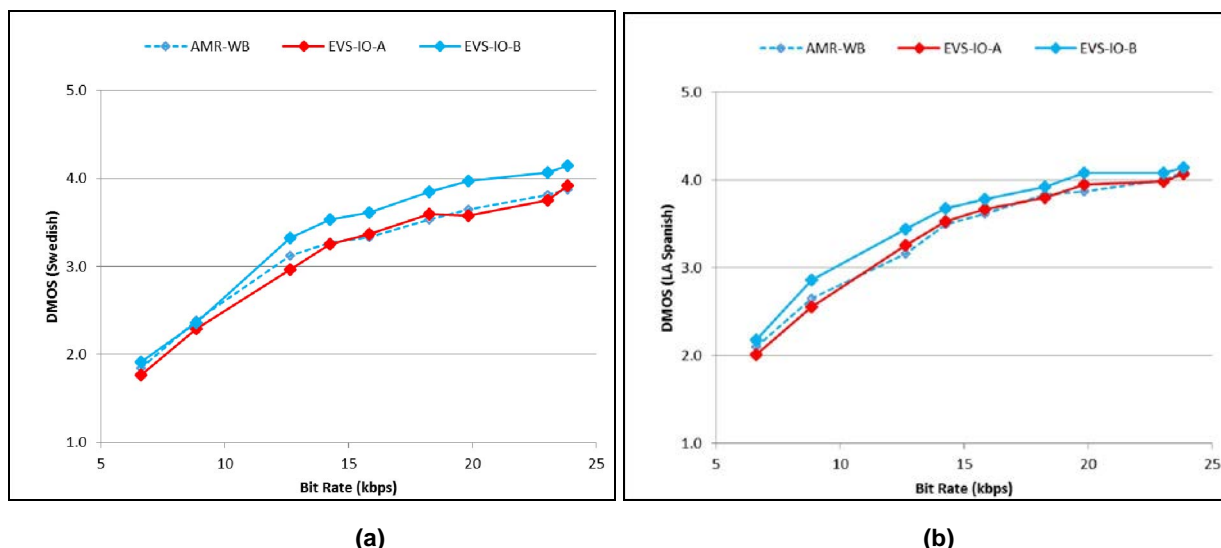 AMR-WB EVS-IO-A EVS-IO-B
5.0
4.0
3.0
2.0
1.0
DMOS (Swedish)
5 10 15 20 25
Bit Rate (kbps)
(a)
AMR-WB EVS-IO-A EVS-IO-B
5.0
4.0
3.0
2.0
1.0
DMOS (LA Spanish)
5 10 15 20 25
Bit Rate (kbps)
(b)